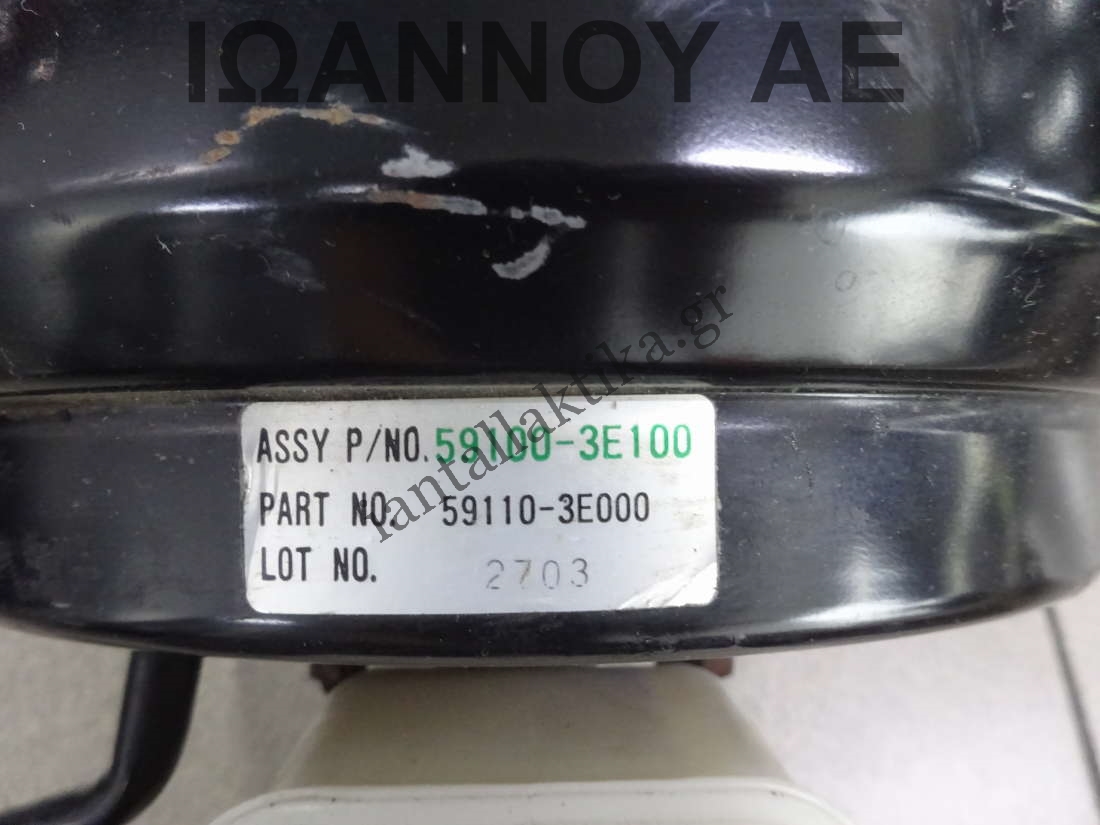 ΙΩΑΝΝΟΥ ΑΕ
iantallaktika.gr
ASSY P/NO. 59100-3E100
PART NO. 59110-3E000
LOT NO. 2703